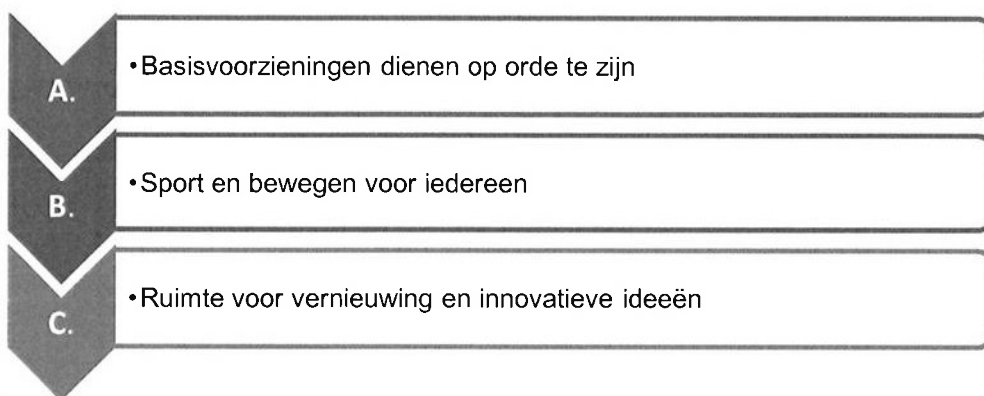 A. •Basisvoorzieningen dienen op orde te zijn
B. •Sport en bewegen voor iedereen
C. •Ruimte voor vernieuwing en innovatieve ideeën